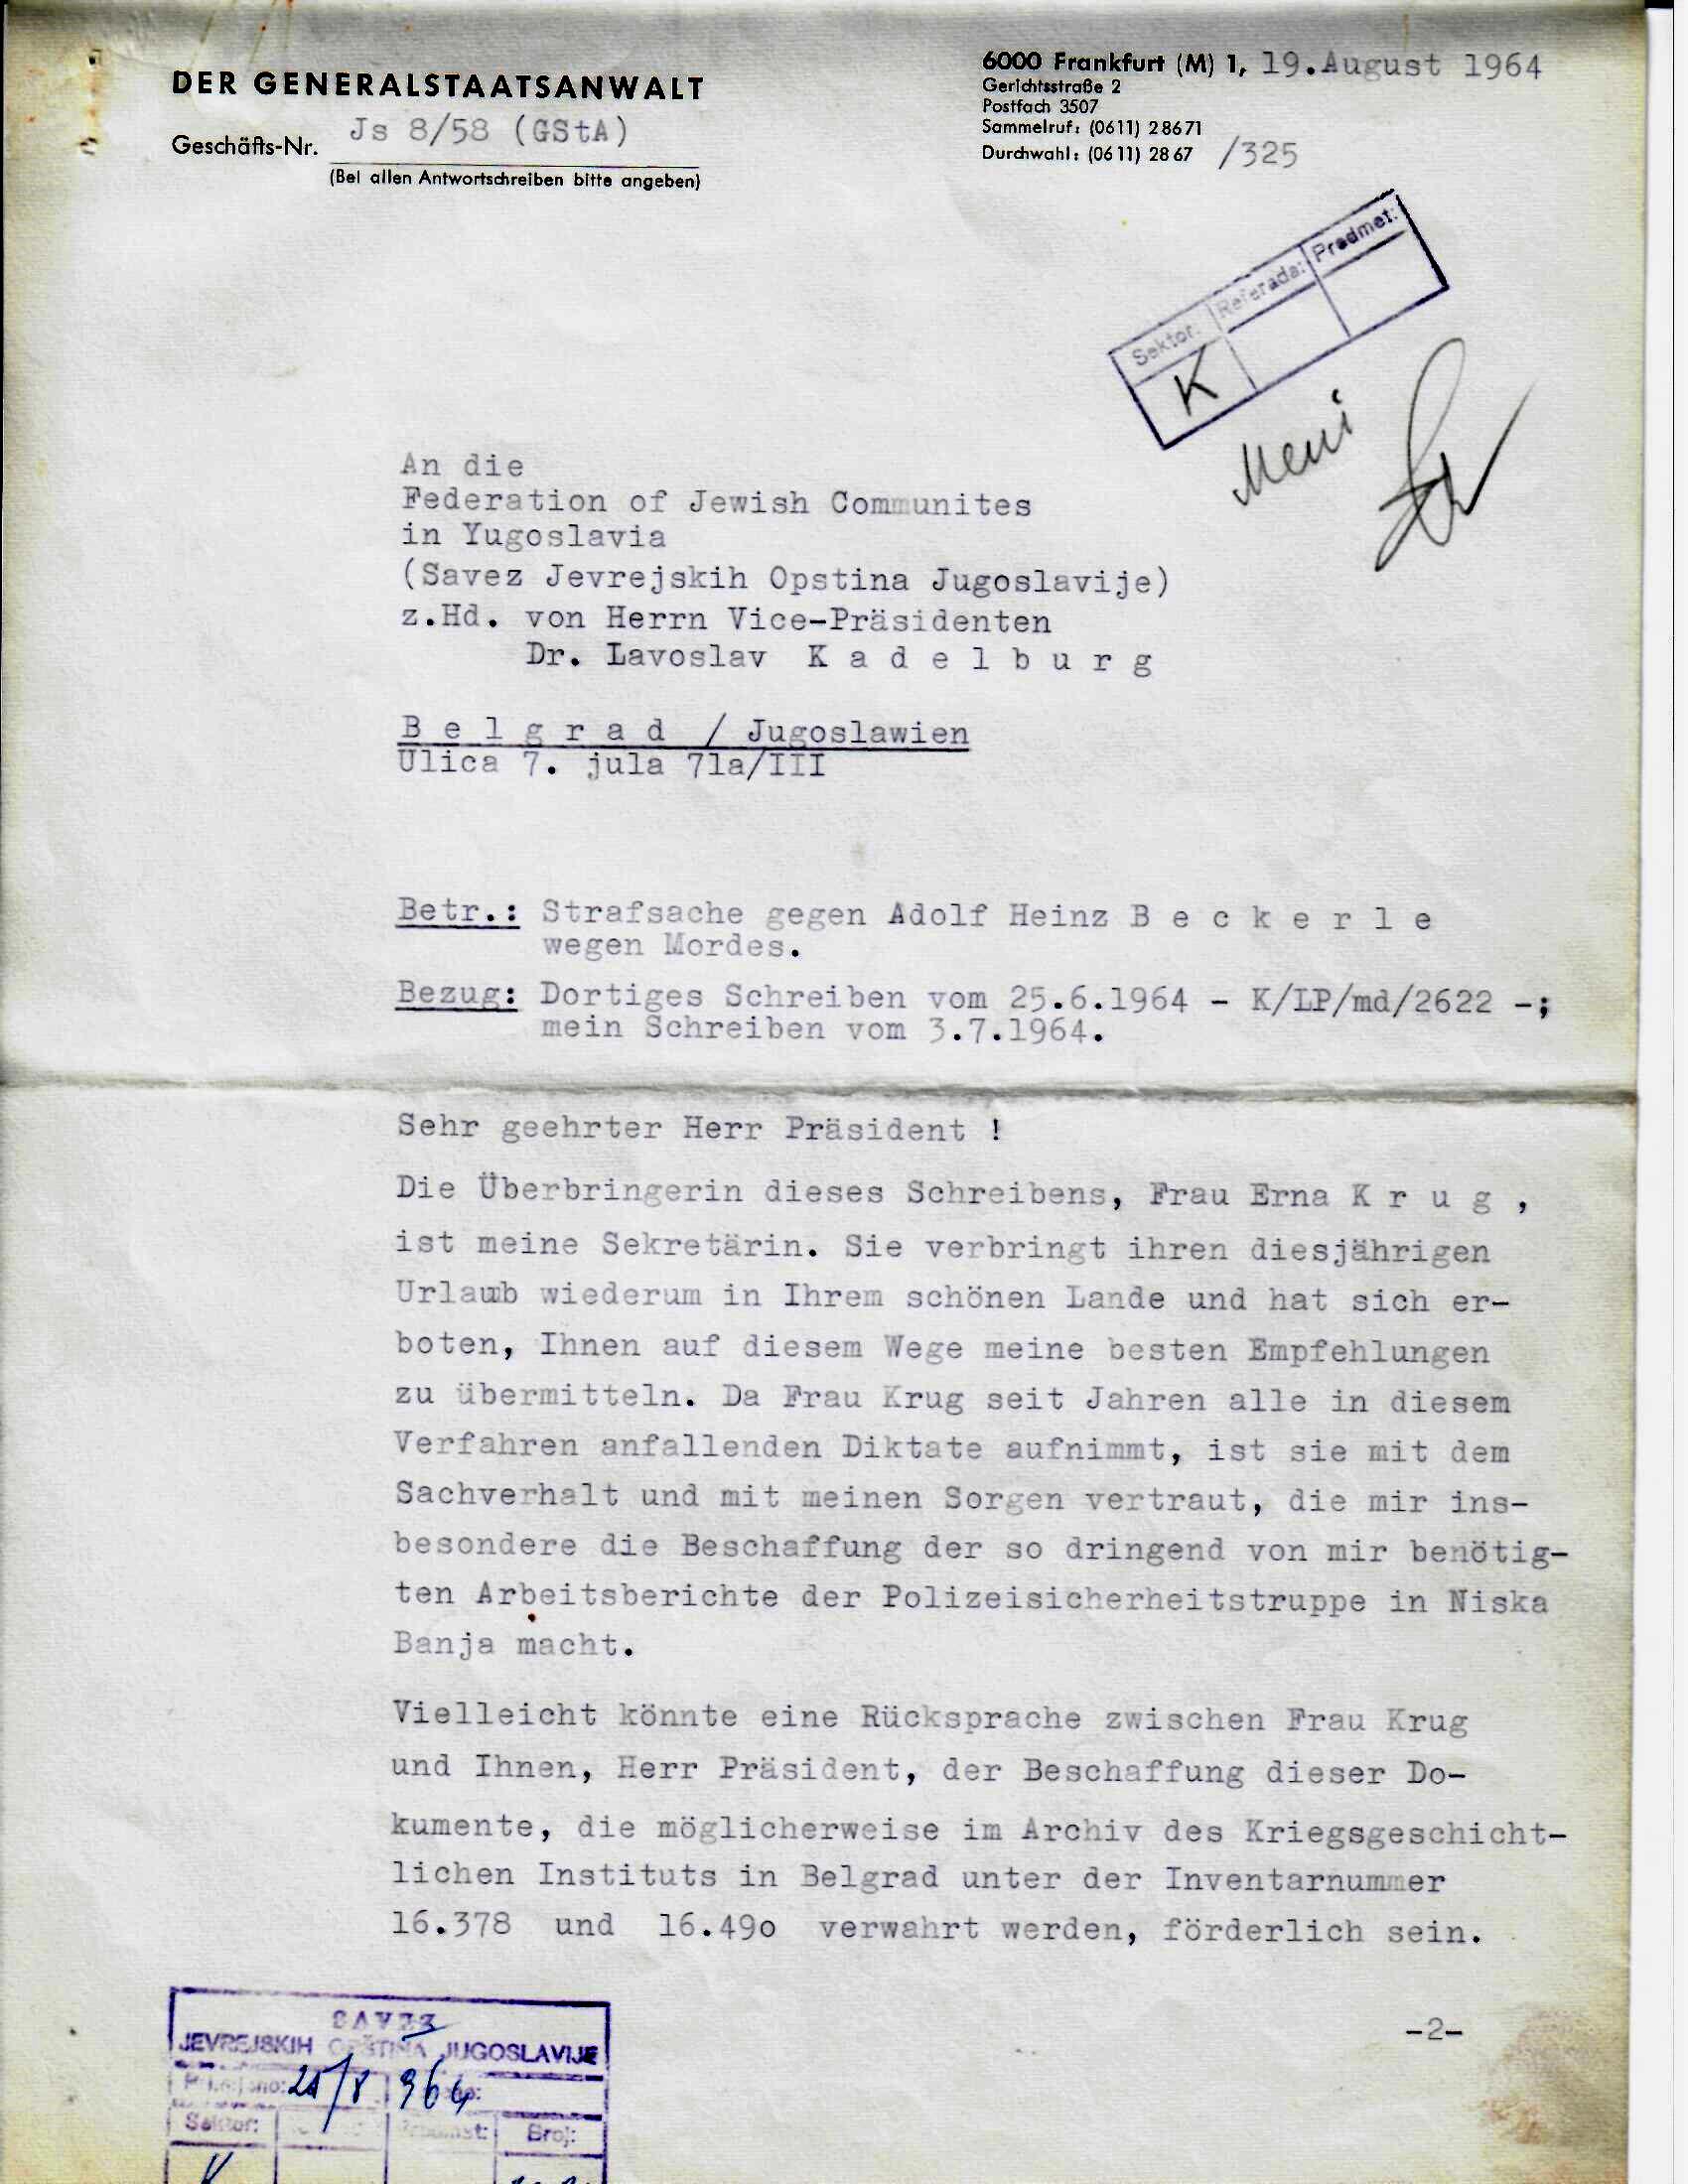 DER GENERALSTAATSANWALT
Geschäfts-Nr. Js 8/58 (GStA)
(Bei allen Antwortschreiben bitte angeben)
6000 Frankfurt (M) 1, 19.August 1964
Gerichtsstraße 2
Postfach 3507
Sammelruf: (0611) 28671
Durchwahl: (0611) 2867 /325
Sektor: Referada: Predmet:
K
Meni
An die
Federation of Jewish Communites
in Yugoslavia
(Savez Jevrejskih Opstina Jugoslavije)
z.Hd. von Herrn Vice-Präsidenten
Dr. Lavoslav K a d e l b u r g
B e l g r a d / Jugoslawien
Ulica 7. jula 71a/III
Betr.: Strafsache gegen Adolf Heinz B e c k e r l e
wegen Mordes.
Bezug: Dortiges Schreiben vom 25.6.1964 - K/LP/md/2622 -;
mein Schreiben vom 3.7.1964.
Sehr geehrter Herr Präsident !
Die Überbringerin dieses Schreibens, Frau Erna K r u g ,
ist meine Sekretärin. Sie verbringt ihren diesjährigen
Urlaub wiederum in Ihrem schönen Lande und hat sich er-
boten, Ihnen auf diesem Wege meine besten Empfehlungen
zu übermitteln. Da Frau Krug seit Jahren alle in diesem
Verfahren anfallenden Diktate aufnimmt, ist sie mit dem
Sachverhalt und mit meinen Sorgen vertraut, die mir ins-
besondere die Beschaffung der so dringend von mir benötig-
ten Arbeitsberichte der Polizeisicherheitstruppe in Niska
Banja macht.
Vielleicht könnte eine Rücksprache zwischen Frau Krug
und Ihnen, Herr Präsident, der Beschaffung dieser Do-
kumente, die möglicherweise im Archiv des Kriegsgeschicht-
lichen Instituts in Belgrad unter der Inventarnummer
16.378 und 16.49o verwahrt werden, förderlich sein.
-2-
SAVEZ
JEVREJSKIH OPŠTINA JUGOSLAVIJE
964
Sektor: Predmet: Broj: